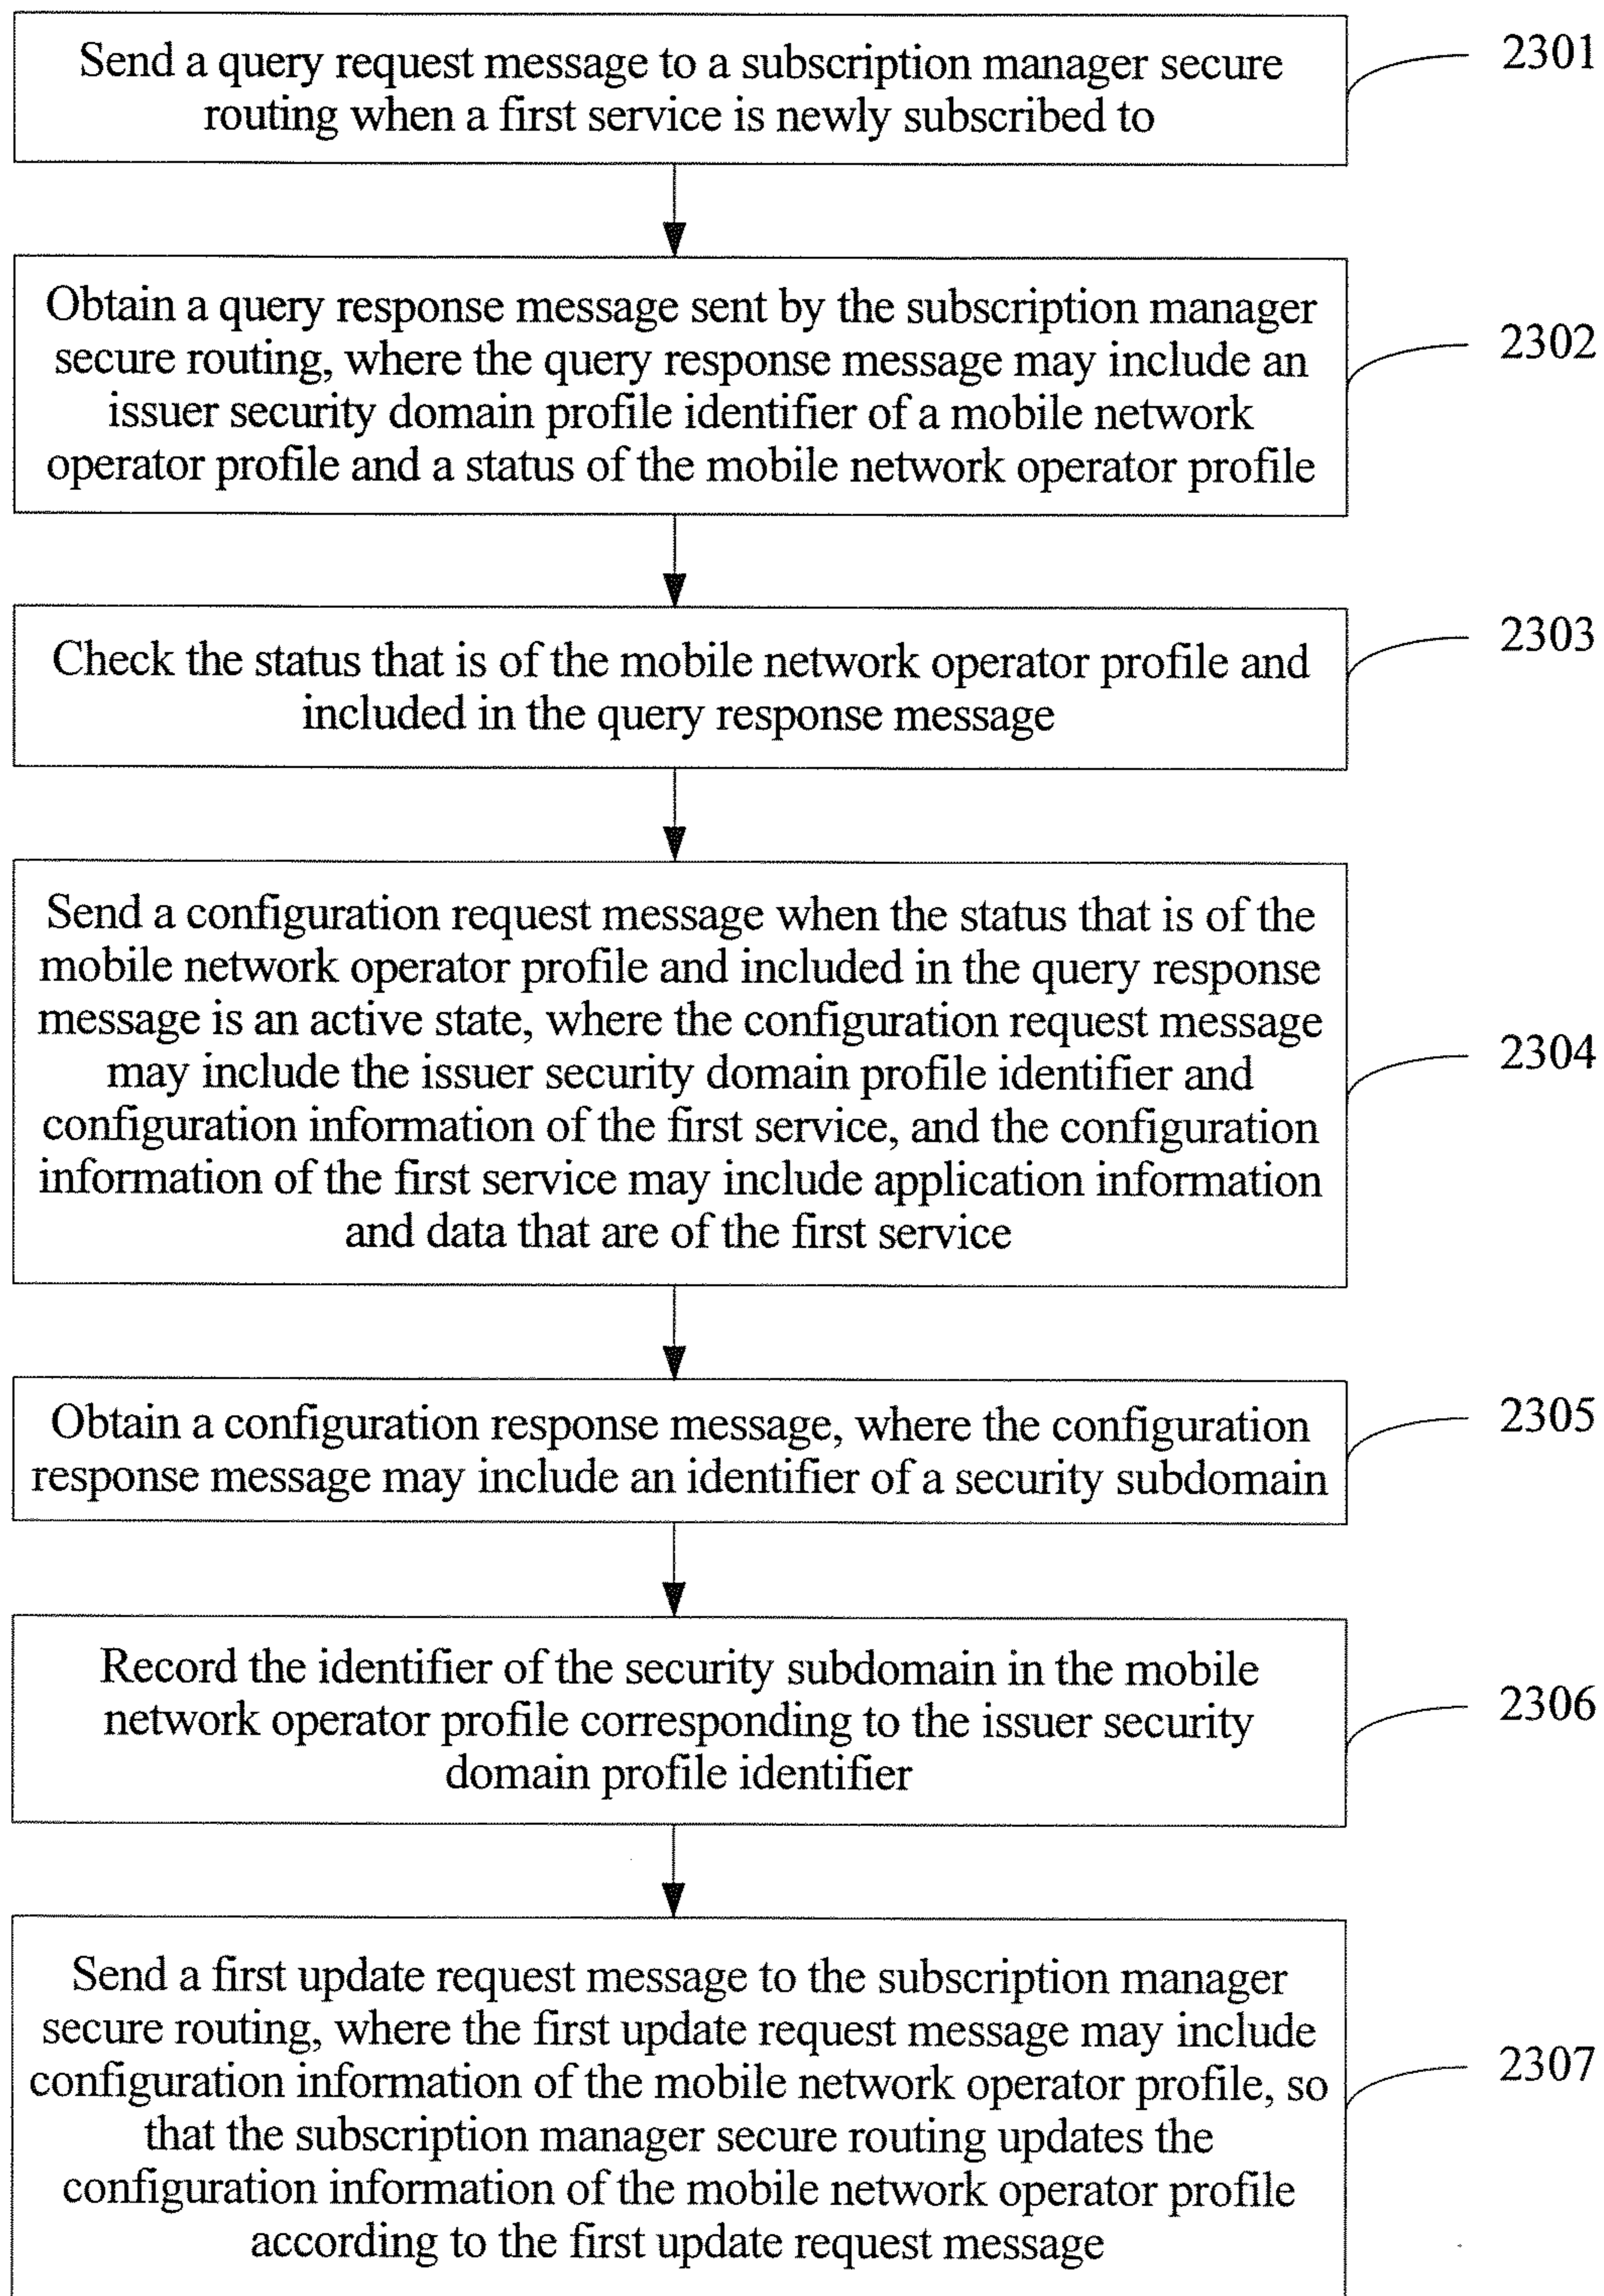 Send a query request message to a subscription manager secure
routing when a first service is newly subscribed to
2301
Obtain a query response message sent by the subscription manager
secure routing, where the query response message may include an
issuer security domain profile identifier of a mobile network
operator profile and a status of the mobile network operator profile
2302
Check the status that is of the mobile network operator profile and
included in the query response message
2303
Send a configuration request message when the status that is of the
mobile network operator profile and included in the query response
message is an active state, where the configuration request message
may include the issuer security domain profile identifier and
configuration information of the first service, and the configuration
information of the first service may include application information
and data that are of the first service
2304
Obtain a configuration response message, where the configuration
response message may include an identifier of a security subdomain
2305
Record the identifier of the security subdomain in the mobile
network operator profile corresponding to the issuer security
domain profile identifier
2306
Send a first update request message to the subscription manager
secure routing, where the first update request message may include
configuration information of the mobile network operator profile, so
that the subscription manager secure routing updates the
configuration information of the mobile network operator profile
according to the first update request message
2307